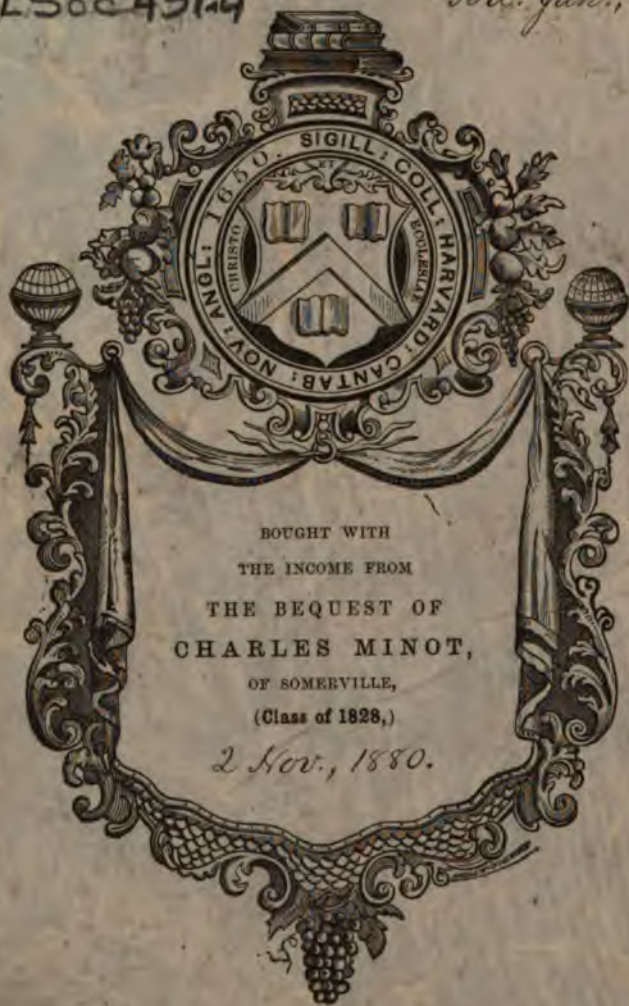 SIGILL: COLL: HARVARD: CANTAB: NOV: ANGL: 1650.
ET
CHRISTO
ECCLESIAE
BOUGHT WITH
THE INCOME FROM
THE BEQUEST OF
CHARLES MINOT,
OF SOMERVILLE,
(Class of 1828,)
2 Nov., 1880.